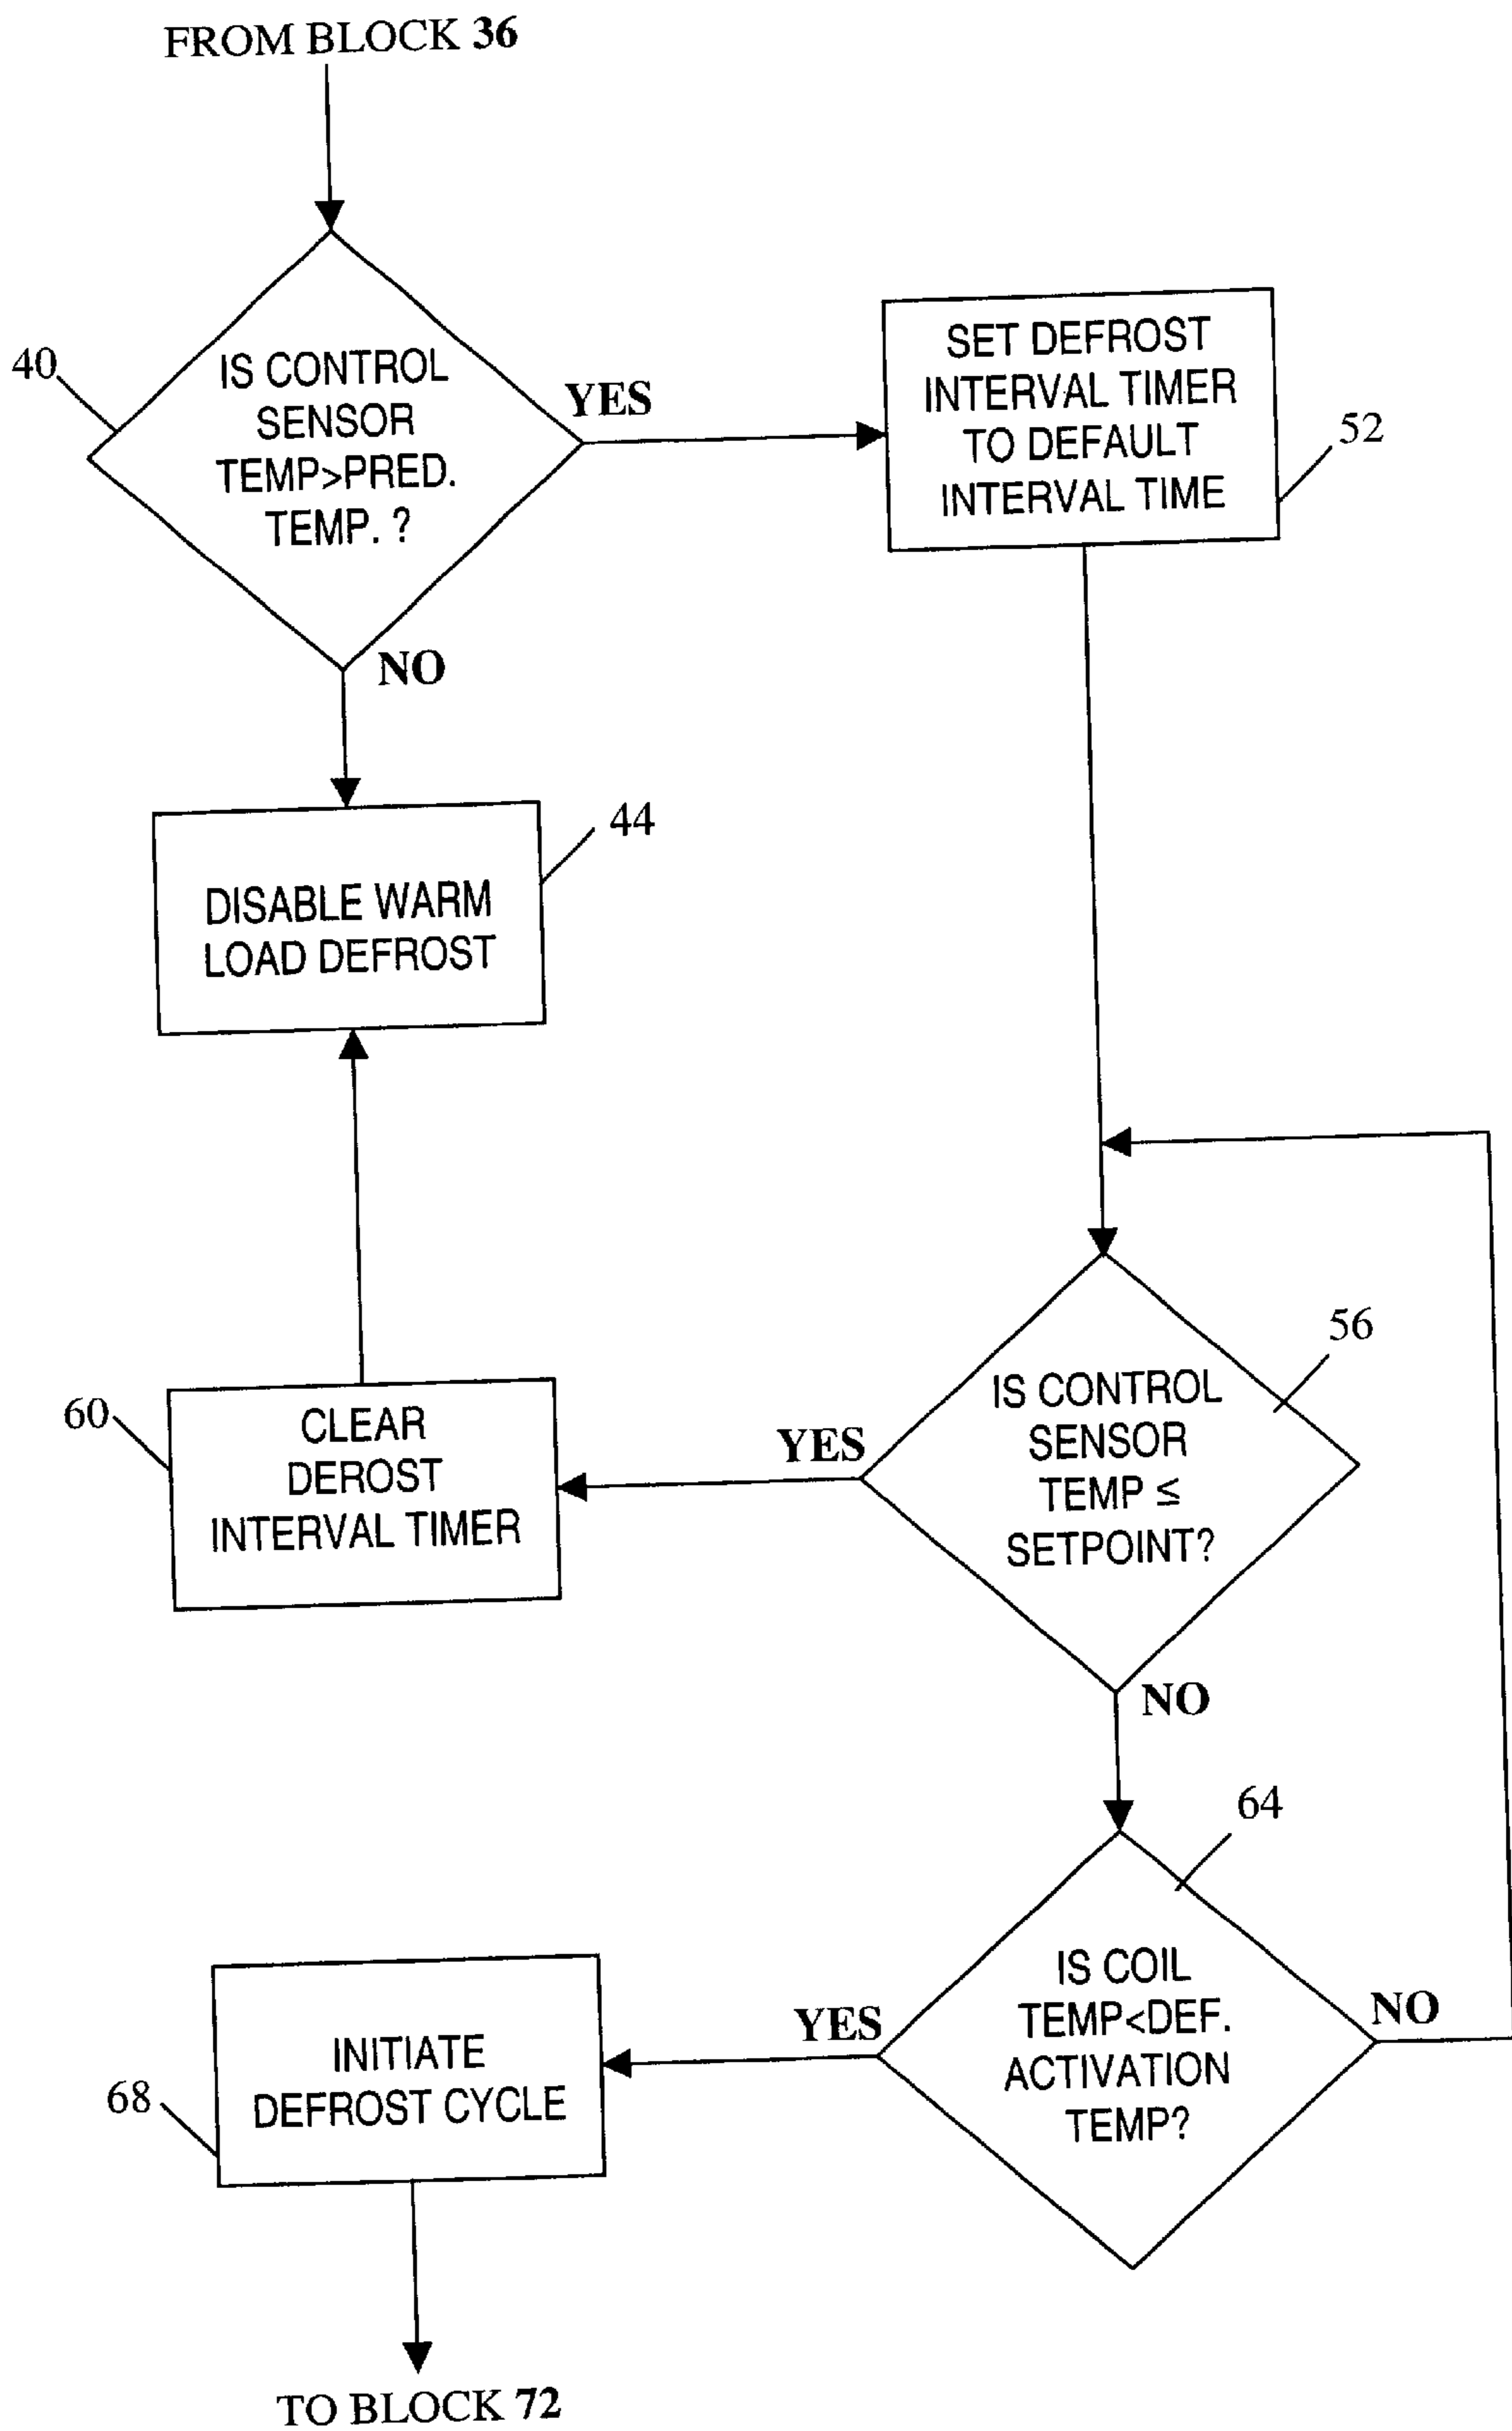 FROM BLOCK 36
40
IS CONTROL
SENSOR
TEMP>PRED.
TEMP. ?
YES
NO
SET DEFROST
INTERVAL TIMER
TO DEFAULT
INTERVAL TIME
52
44
DISABLE WARM
LOAD DEFROST
56
IS CONTROL
SENSOR
TEMP ≤
SETPOINT?
YES
NO
60
CLEAR
DEROST
INTERVAL TIMER
64
IS COIL
TEMP<DEF.
ACTIVATION
TEMP?
YES
NO
68
INITIATE
DEFROST CYCLE
TO BLOCK 72